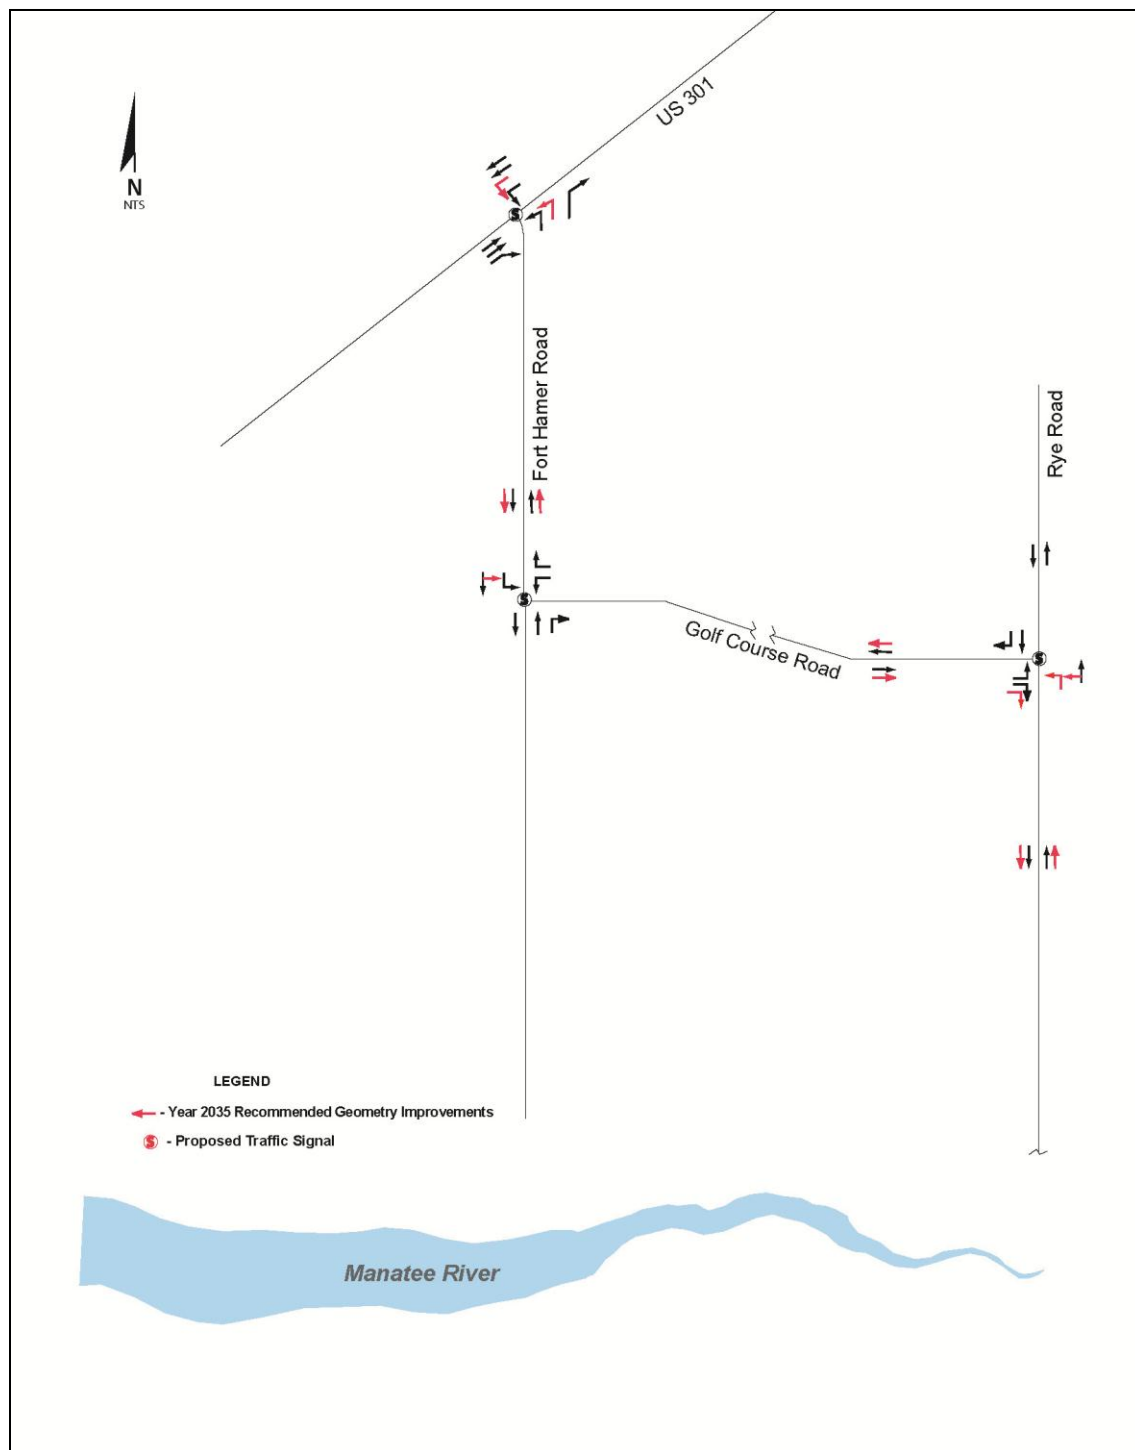 US 301
N
NTS
S
Fort Hamer Road
Rye Road
S
Golf Course Road
S
LEGEND
- Year 2035 Recommended Geometry Improvements
S - Proposed Traffic Signal
Manatee River